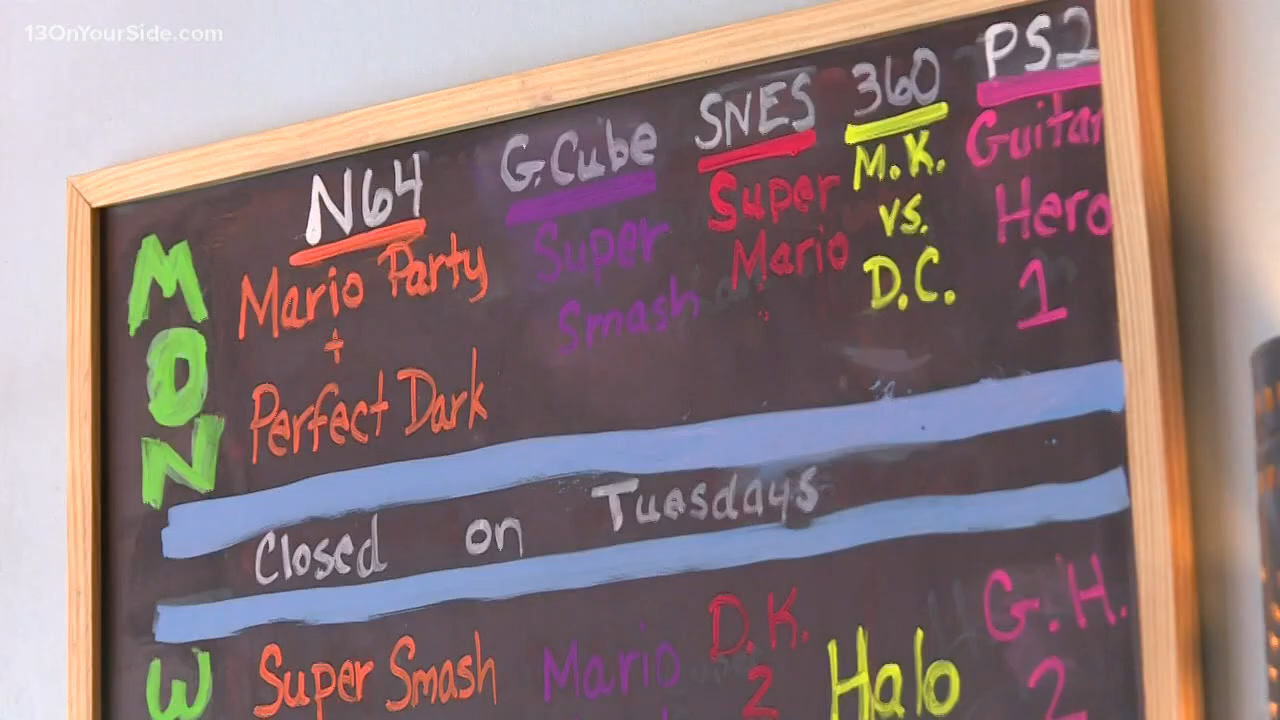 13OnYourSide.com
N64 G.Cube SNES 360 PS2
MON
Mario Party
+
Perfect Dark
Super
Smash
Super
Mario
M.K.
vs.
D.C.
Guitar
Hero
1
Closed on Tuesdays
W
Super Smash
Mario
D.K.
2
Halo
G.H.
2